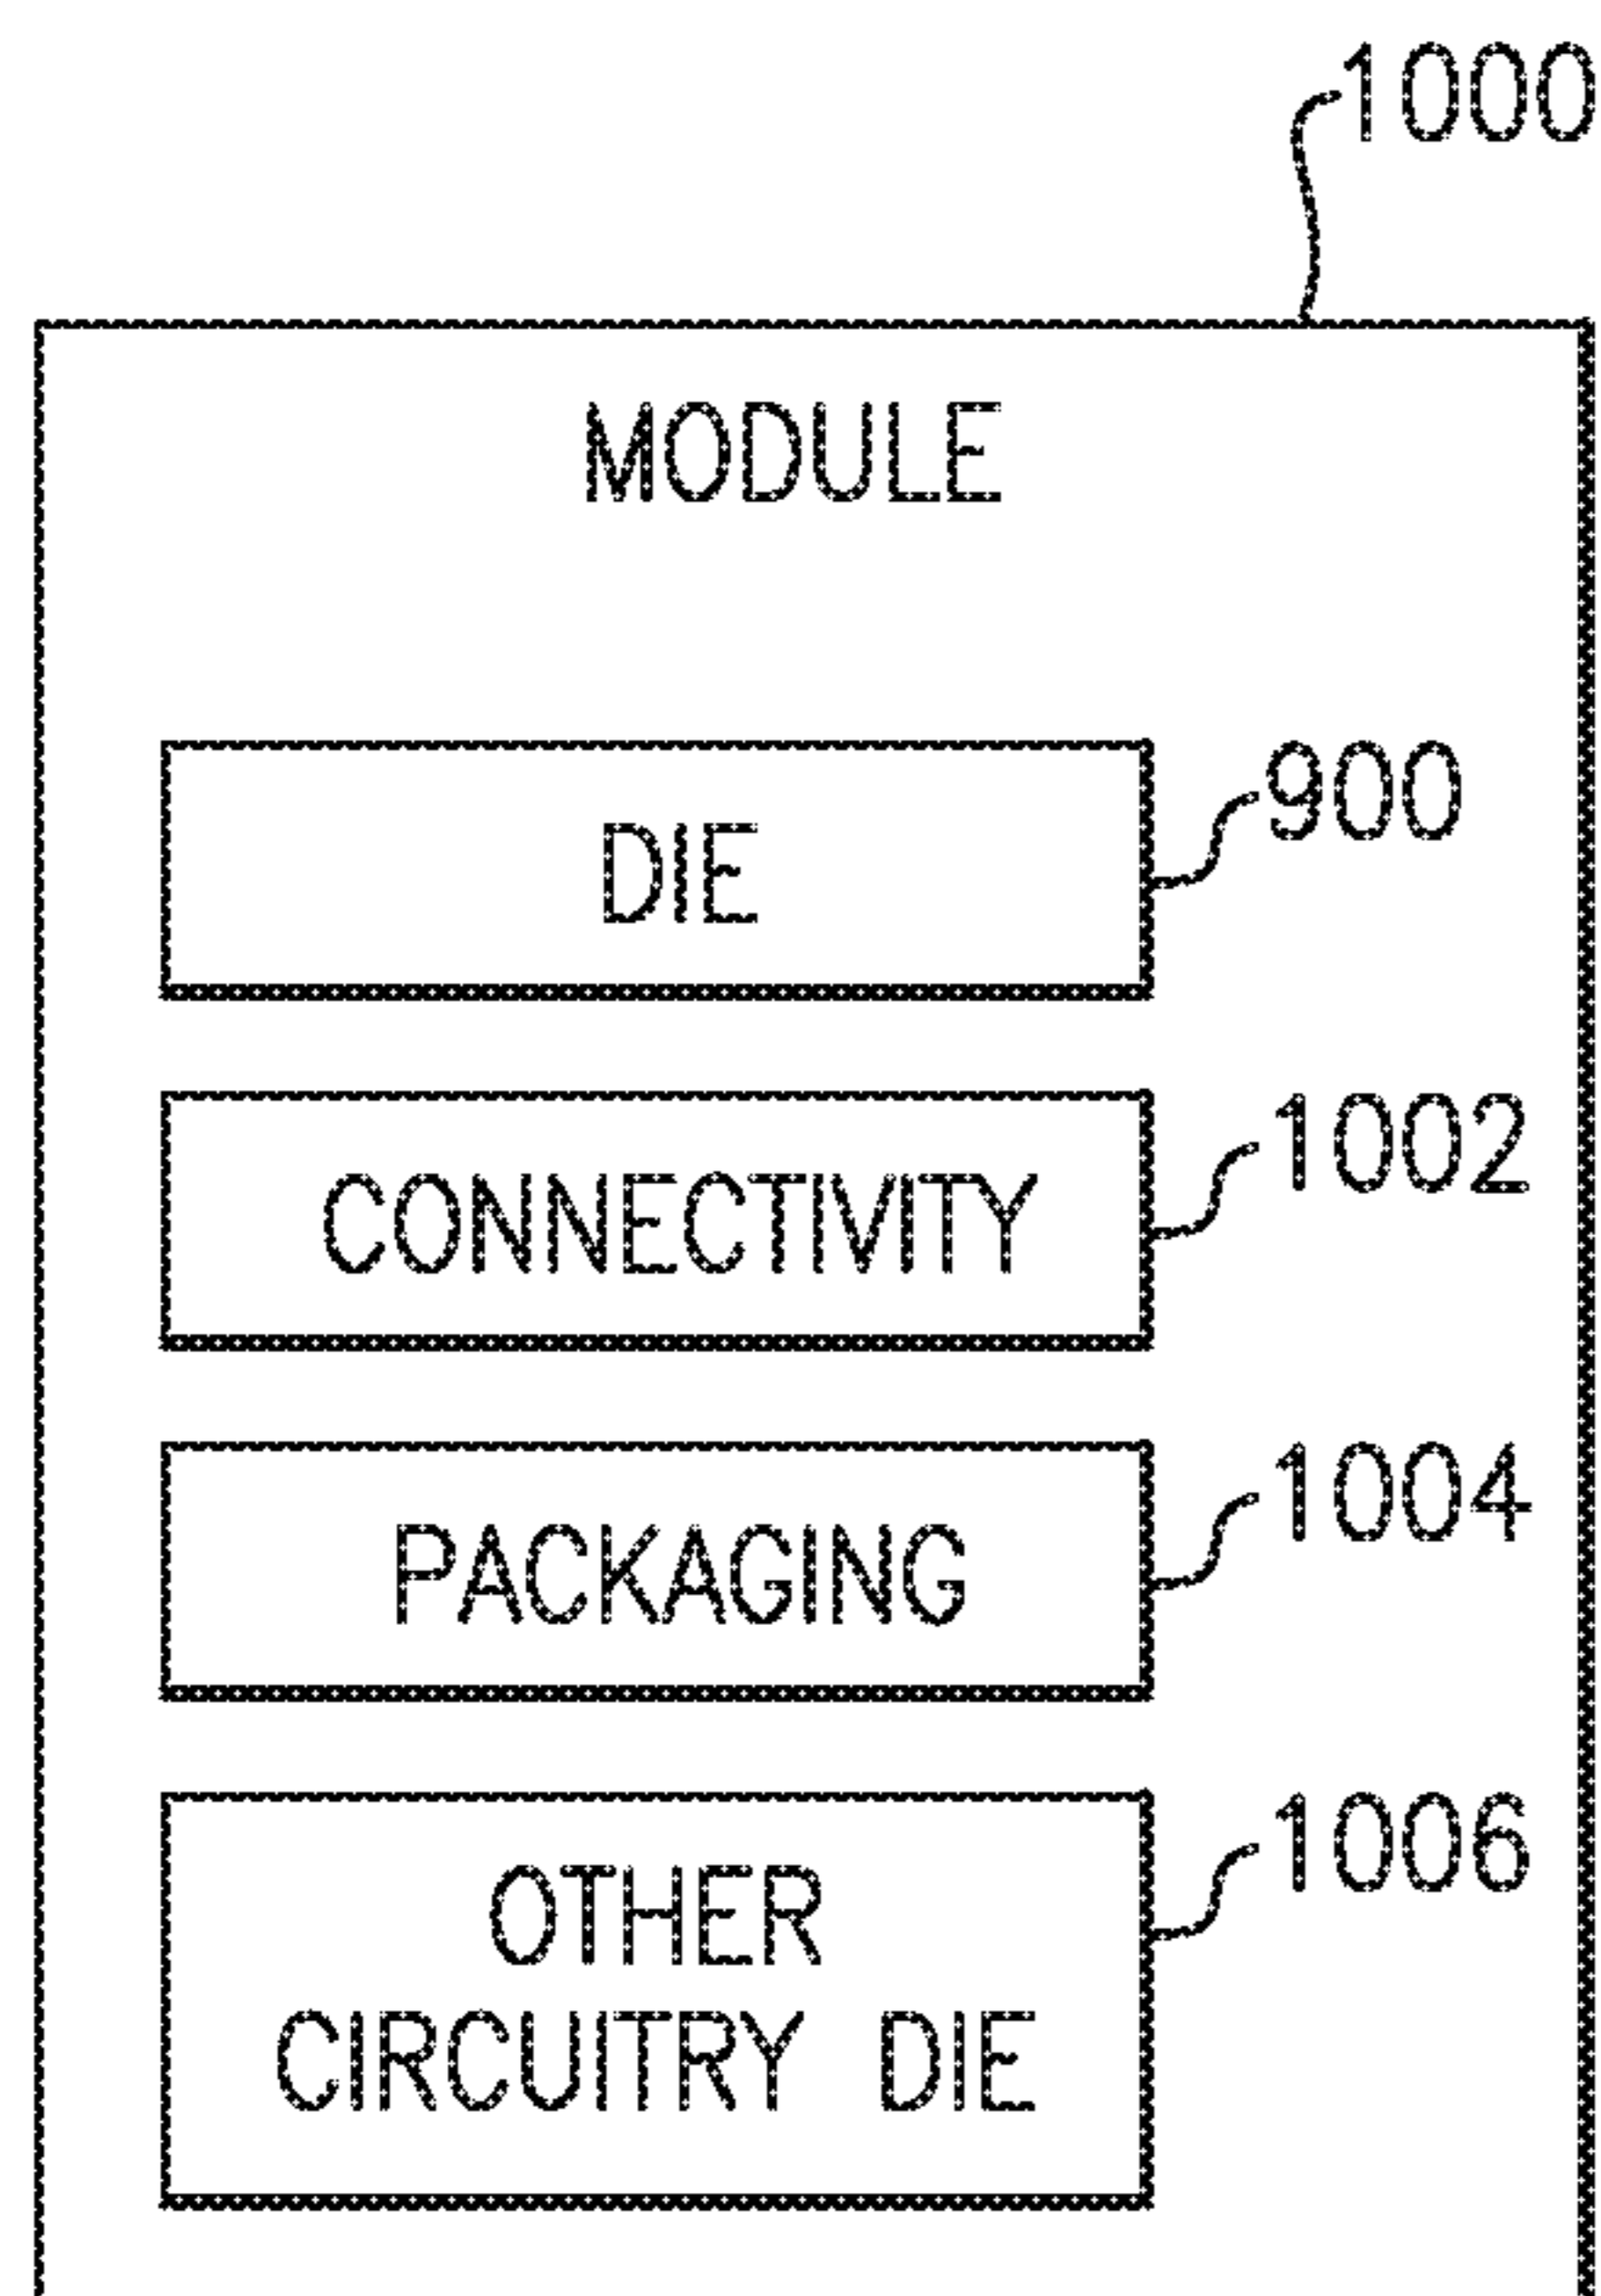 1000
MODULE
900
DIE
1002
CONNECTIVITY
1004
PACKAGING
1006
OTHER
CIRCUITRY DIE